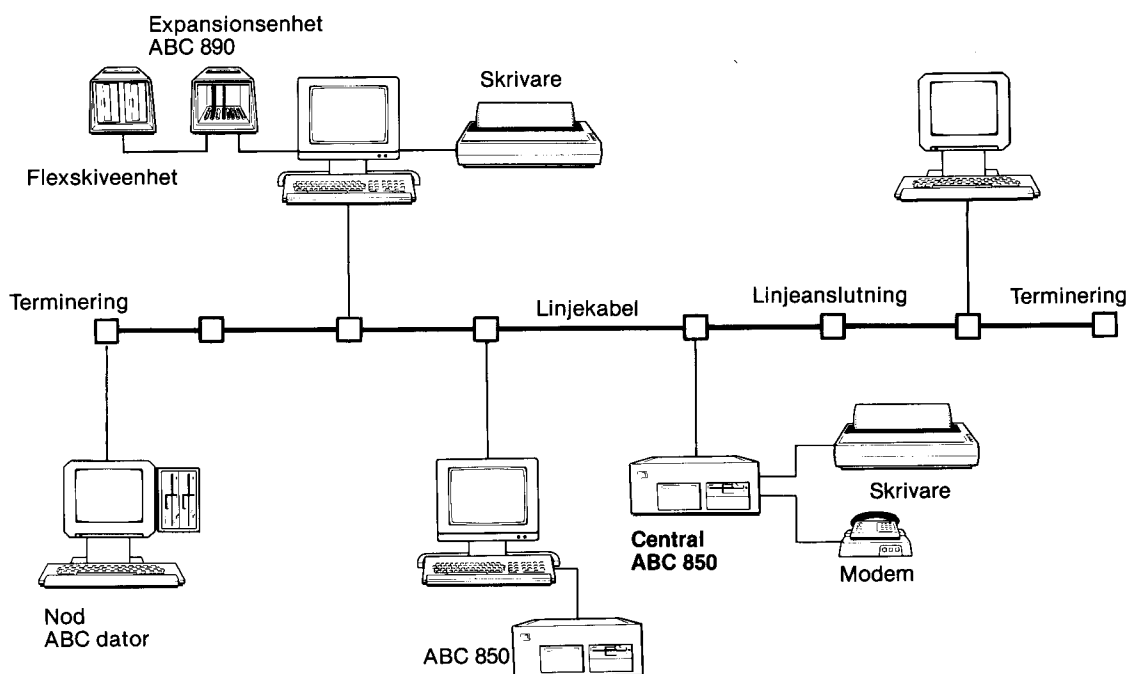 Expansionsenhet
ABC 890
Skrivare
Flexskiveenhet
Terminering
Linjekabel
Linjeanslutning
Terminering
Skrivare
Central
ABC 850
Modem
Nod
ABC dator
ABC 850